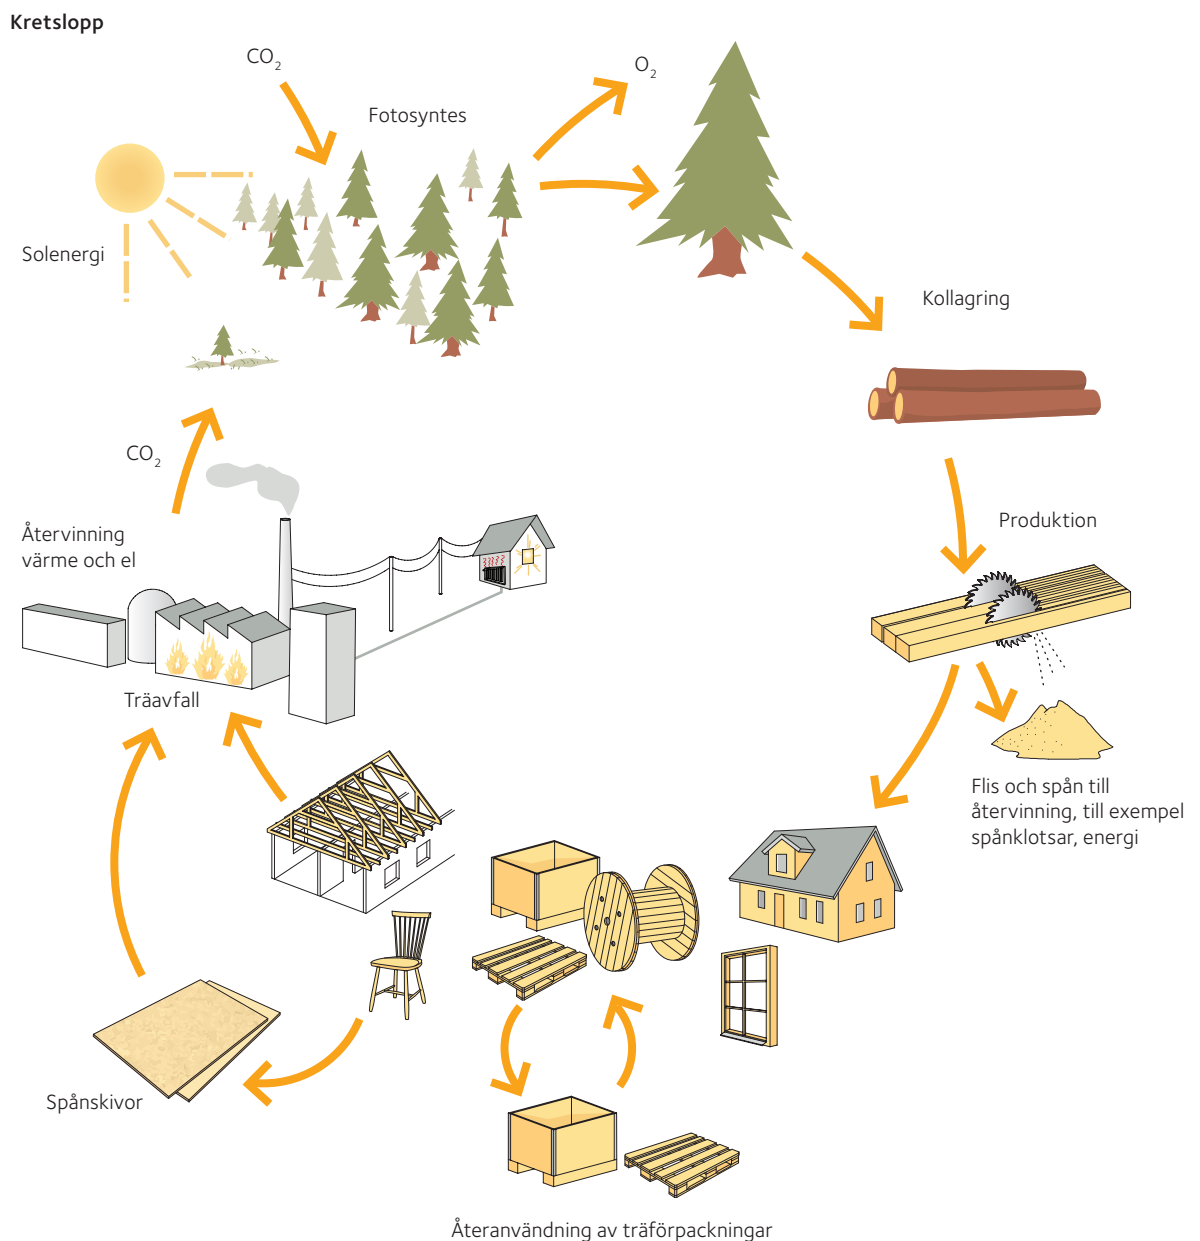 Kretslopp
CO₂
O₂
Fotosyntes
Solenergi
Kollagring
CO₂
Återvinning
värme och el
Produktion
Träavfall
Flis och spån till
återvinning, till exempel
spånklotsar, energi
Spånskivor
Återanvändning av träförpackningar